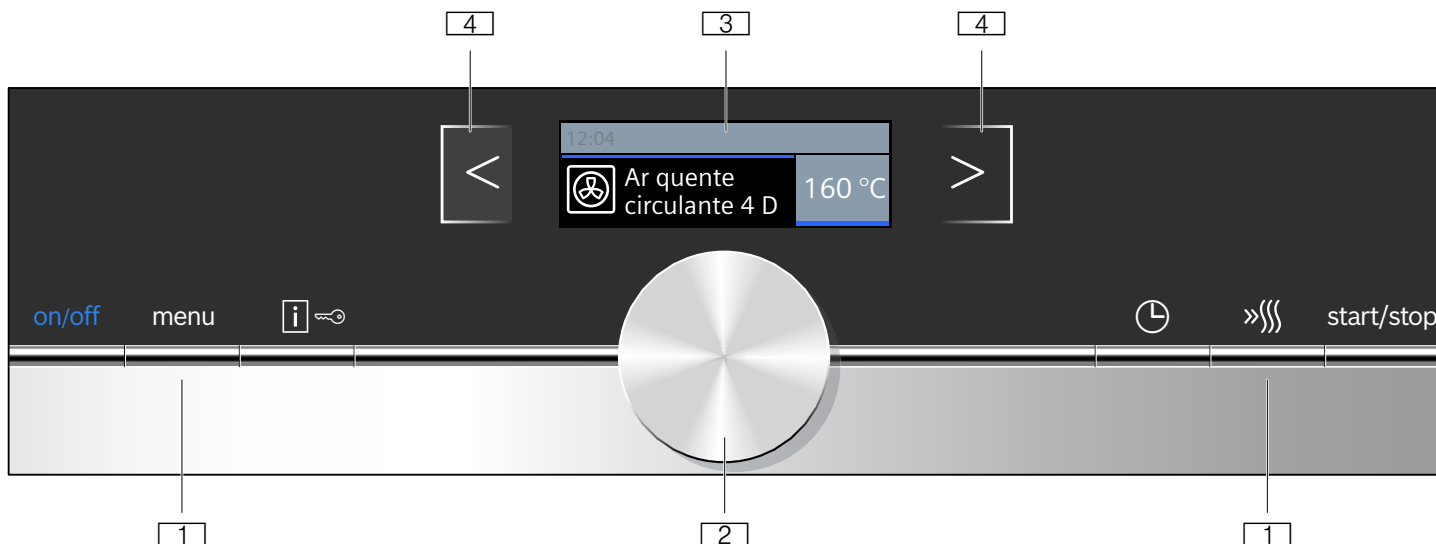 4 3 4
12:04
Ar quente
circulante 4 D
160 °C
< >
on/off menu i start/stop
1 2 1